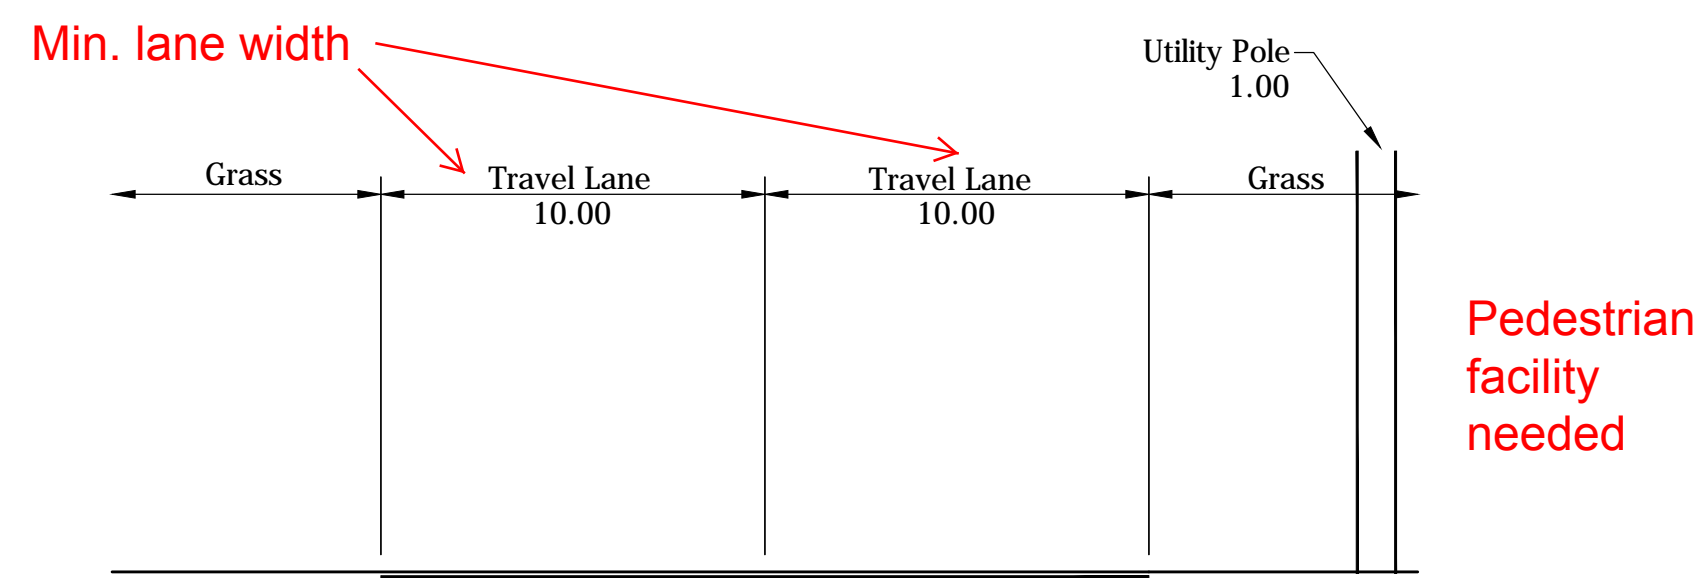 Min. lane width
Utility Pole
1.00
Grass
Travel Lane
10.00
Travel Lane
10.00
Grass
Pedestrian
facility
needed